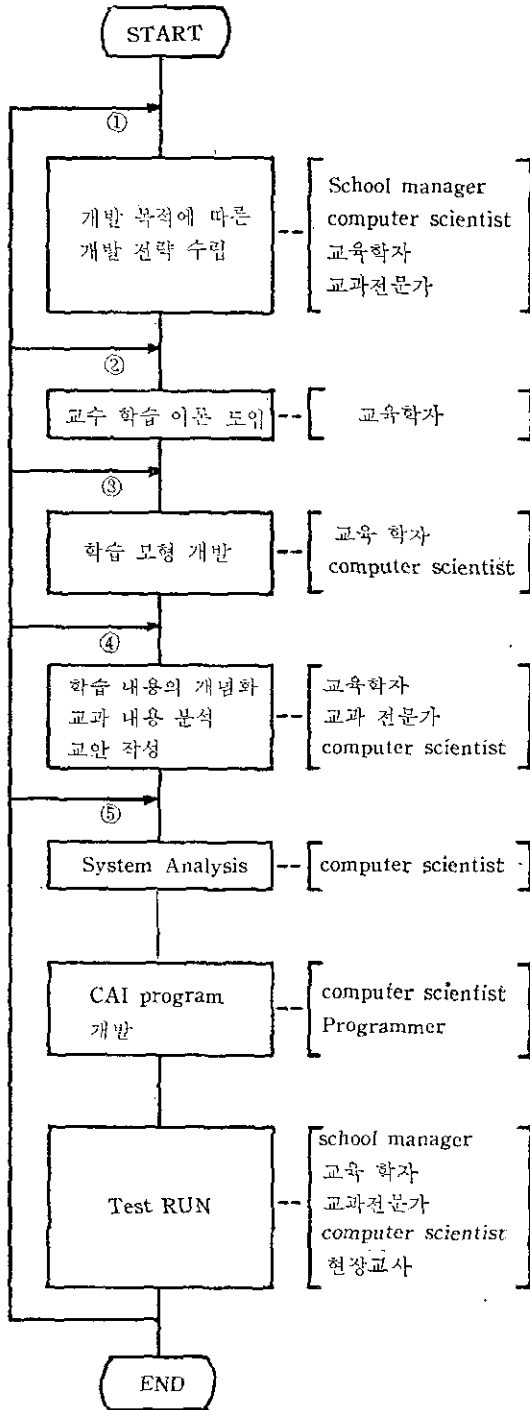 START
①
개발 목적에 따른
개발 전략 수립
School manager
computer scientist
교육학자
교과전문가
②
교수 학습 이론 도입
교육학자
③
학습 모형 개발
교육 학자
computer scientist
④
학습 내용의 개념화
교과 내용 분석
교안 작성
교육학자
교과 전문가
computer scientist
⑤
System Analysis
computer scientist
CAI program
개발
computer scientist
Programmer
Test RUN
school manager
교육 학자
교과전문가
computer scientist
현장교사
END